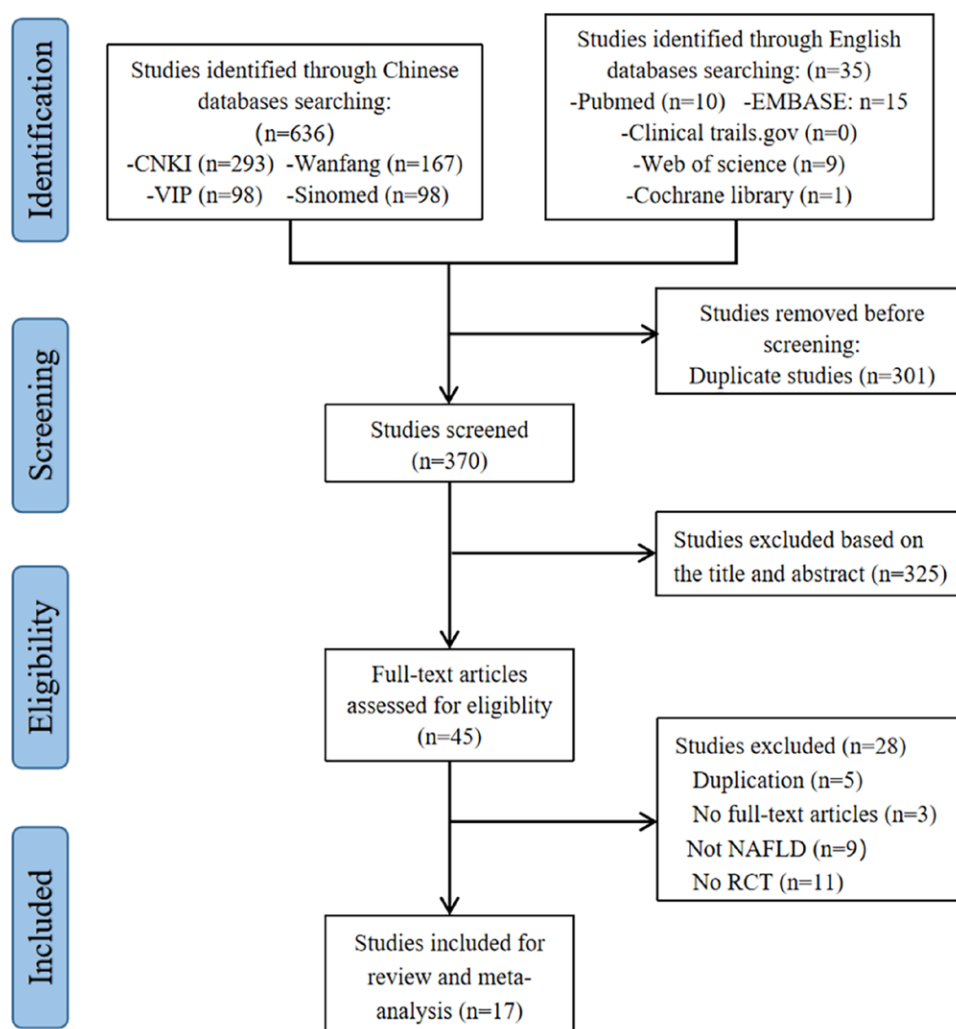 Identification
Studies identified through Chinese
databases searching:
(n=636)
-CNKI (n=293) -Wanfang (n=167)
-VIP (n=98) -Sinomed (n=98)
Studies identified through English
databases searching: (n=35)
-Pubmed (n=10) -EMBASE: n=15
-Clinical trails.gov (n=0)
-Web of science (n=9)
-Cochrane library (n=1)
Screening
Studies removed before
screening:
Duplicate studies (n=301)
Studies screened
(n=370)
Studies excluded based on
the title and abstract (n=325)
Eligibility
Full-text articles
assessed for eligiblity
(n=45)
Studies excluded (n=28)
Duplication (n=5)
No full-text articles (n=3)
Not NAFLD (n=9)
No RCT (n=11)
Included
Studies included for
review and meta-
analysis (n=17)